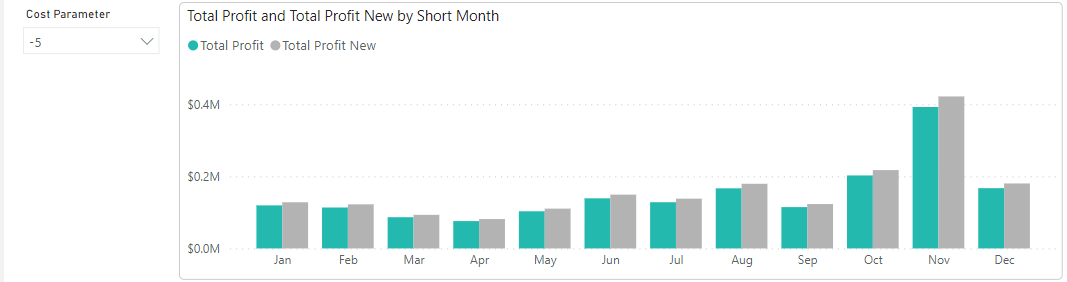 Cost Parameter
-5
Total Profit and Total Profit New by Short Month
Total Profit Total Profit New
$0.4M
$0.2M
$0.0M
Jan Feb Mar Apr May Jun Jul Aug Sep Oct Nov Dec